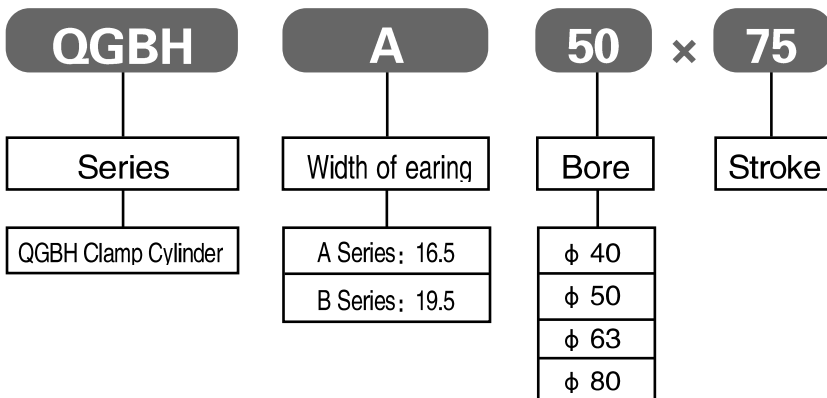 QGBH A 50 × 75
Series Width of earing Bore Stroke
QGBH Clamp Cylinder A Series: 16.5 φ 40
B Series: 19.5 φ 50
φ 63
φ 80